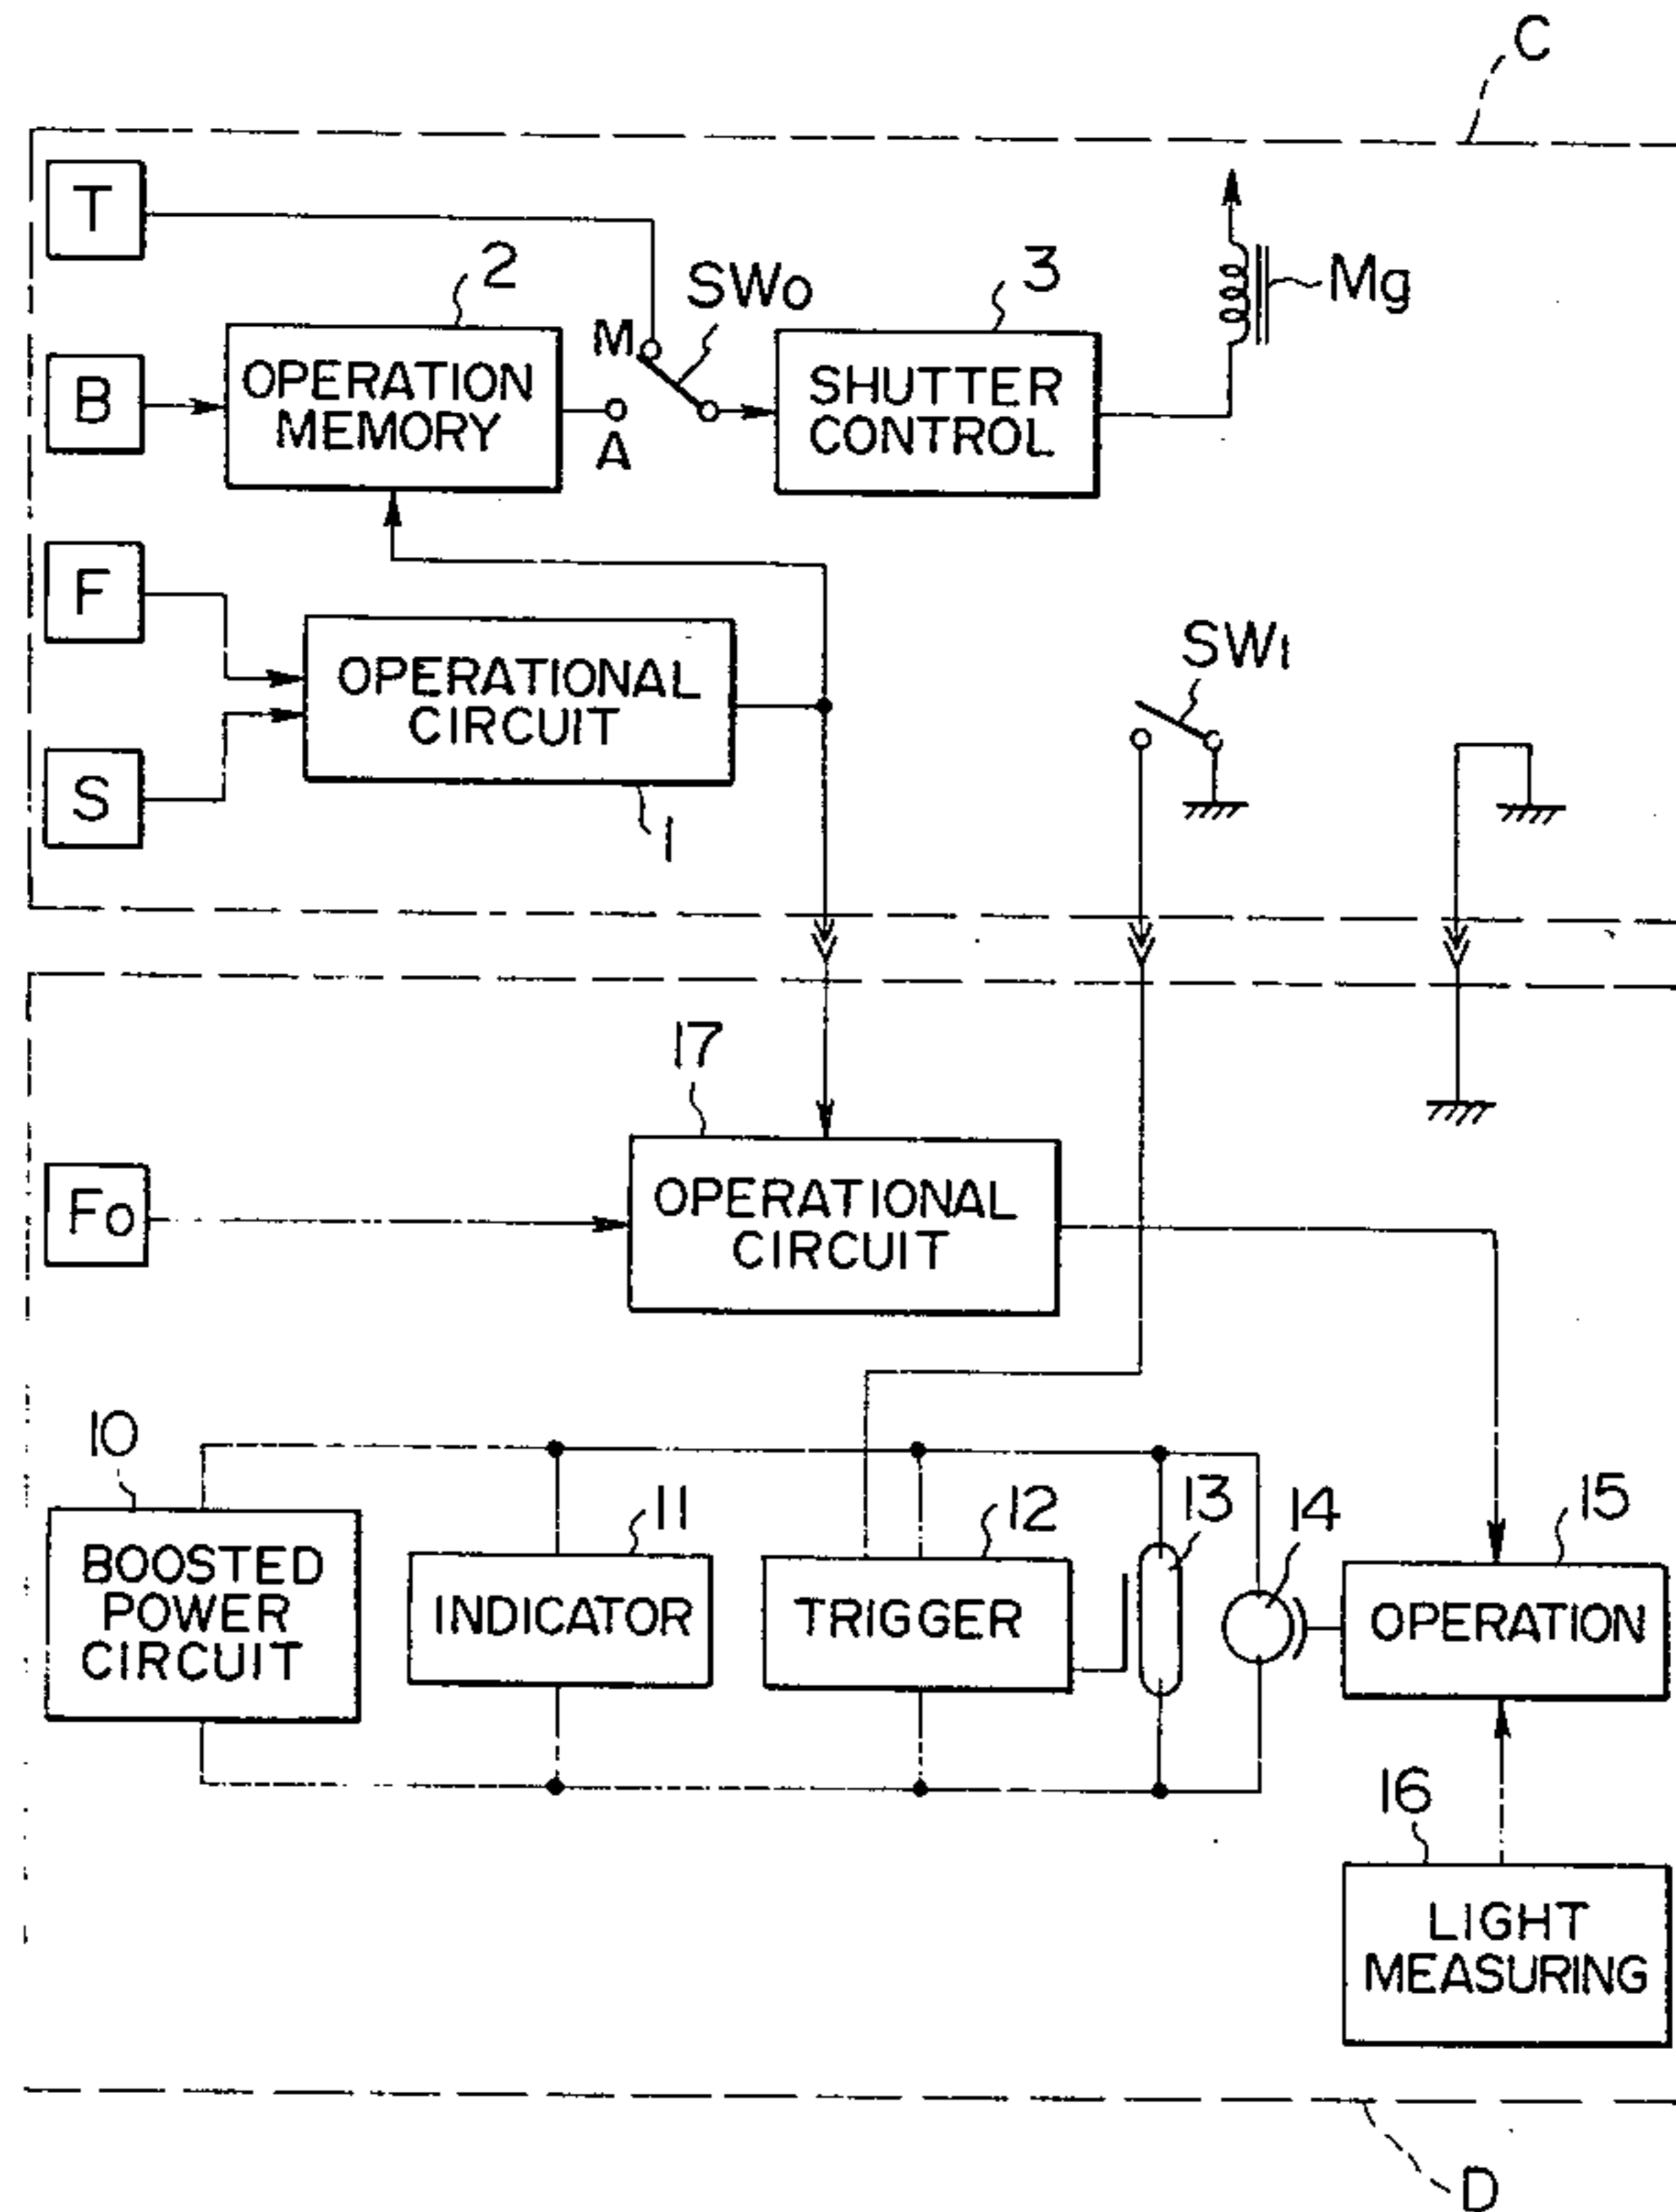 C
T
2
SWo
3
Mg
M
B
OPERATION
MEMORY
A
SHUTTER
CONTROL
F
OPERATIONAL
CIRCUIT
SW1
S
1
17
Fo
OPERATIONAL
CIRCUIT
10
11
12
13
14
15
BOOSTED
POWER
CIRCUIT
INDICATOR
TRIGGER
OPERATION
16
LIGHT
MEASURING
D